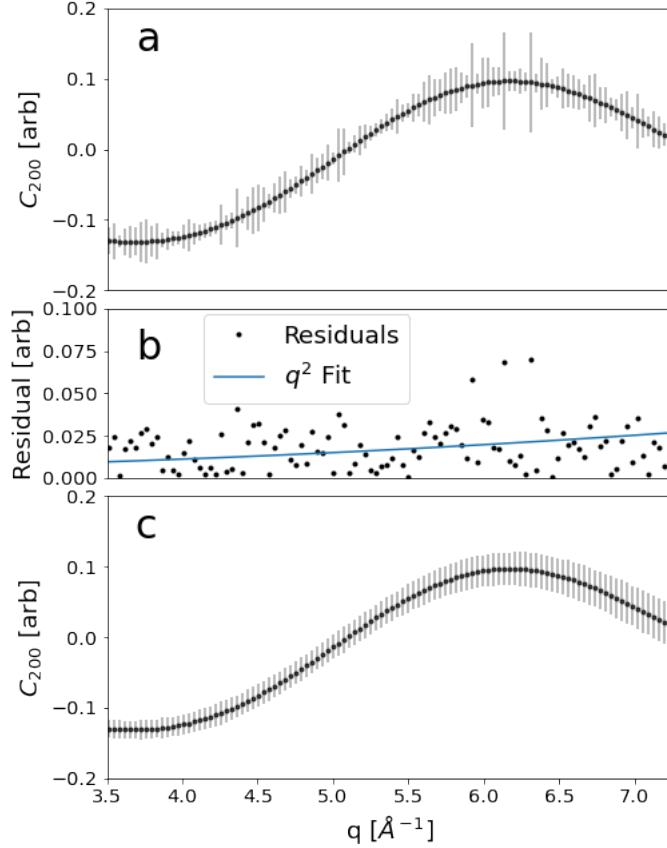 0.2
a
0.1
0.0
−0.1
−0.2
C₂₀₀ [arb]
0.100
b
0.075
0.050
0.025
0.000
Residual [arb]
Residuals
q² Fit
0.2
c
0.1
0.0
−0.1
−0.2
C₂₀₀ [arb]
3.5 4.0 4.5 5.0 5.5 6.0 6.5 7.0
q [Å⁻¹]